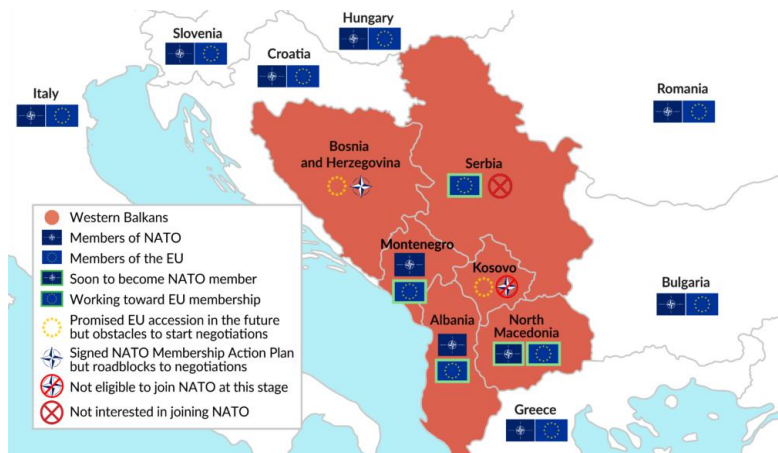 Hungary
Slovenia
Croatia
Italy
Romania
Bosnia
and Herzegovina
Serbia
Montenegro
Kosovo
Bulgaria
Albania
North
Macedonia
Greece
Western Balkans
Members of NATO
Members of the EU
Soon to become NATO member
Working toward EU membership
Promised EU accession in the future
but obstacles to start negotiations
Signed NATO Membership Action Plan
but roadblocks to negotiations
Not eligible to join NATO at this stage
Not interested in joining NATO